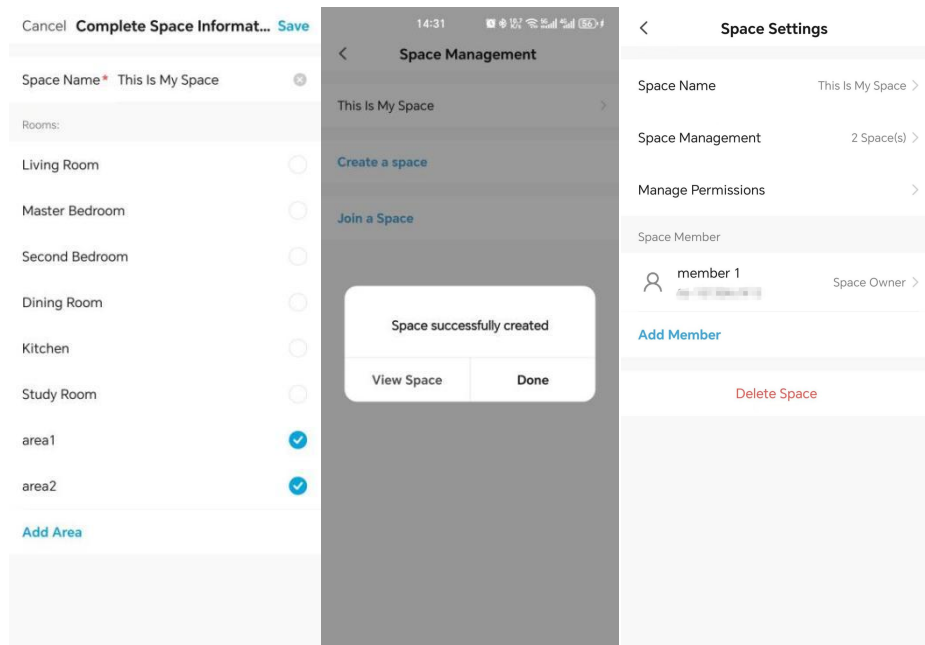 Cancel Complete Space Informat... Save
Space Name* This Is My Space
Rooms:
Living Room
Master Bedroom
Second Bedroom
Dining Room
Kitchen
Study Room
area1
area2
Add Area
14:31
Space Management
This Is My Space
Create a space
Join a Space
Space successfully created
View Space Done
Space Settings
Space Name This Is My Space
Space Management 2 Space(s)
Manage Permissions
Space Member
member 1
Space Owner
Add Member
Delete Space